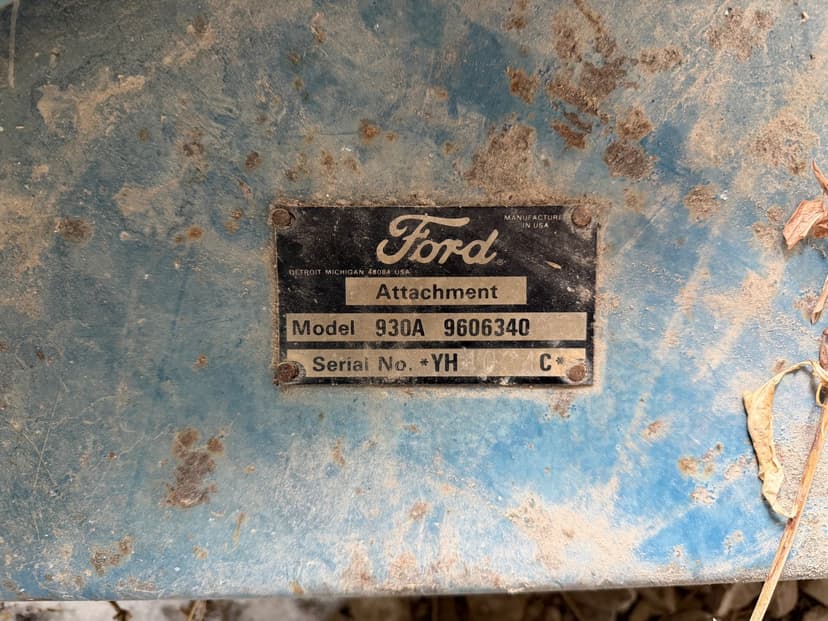 Ford
MANUFACTURED
IN USA
DETROIT MICHIGAN 48084 USA
Attachment
Model 930A 9606340
Serial No. *YH C*